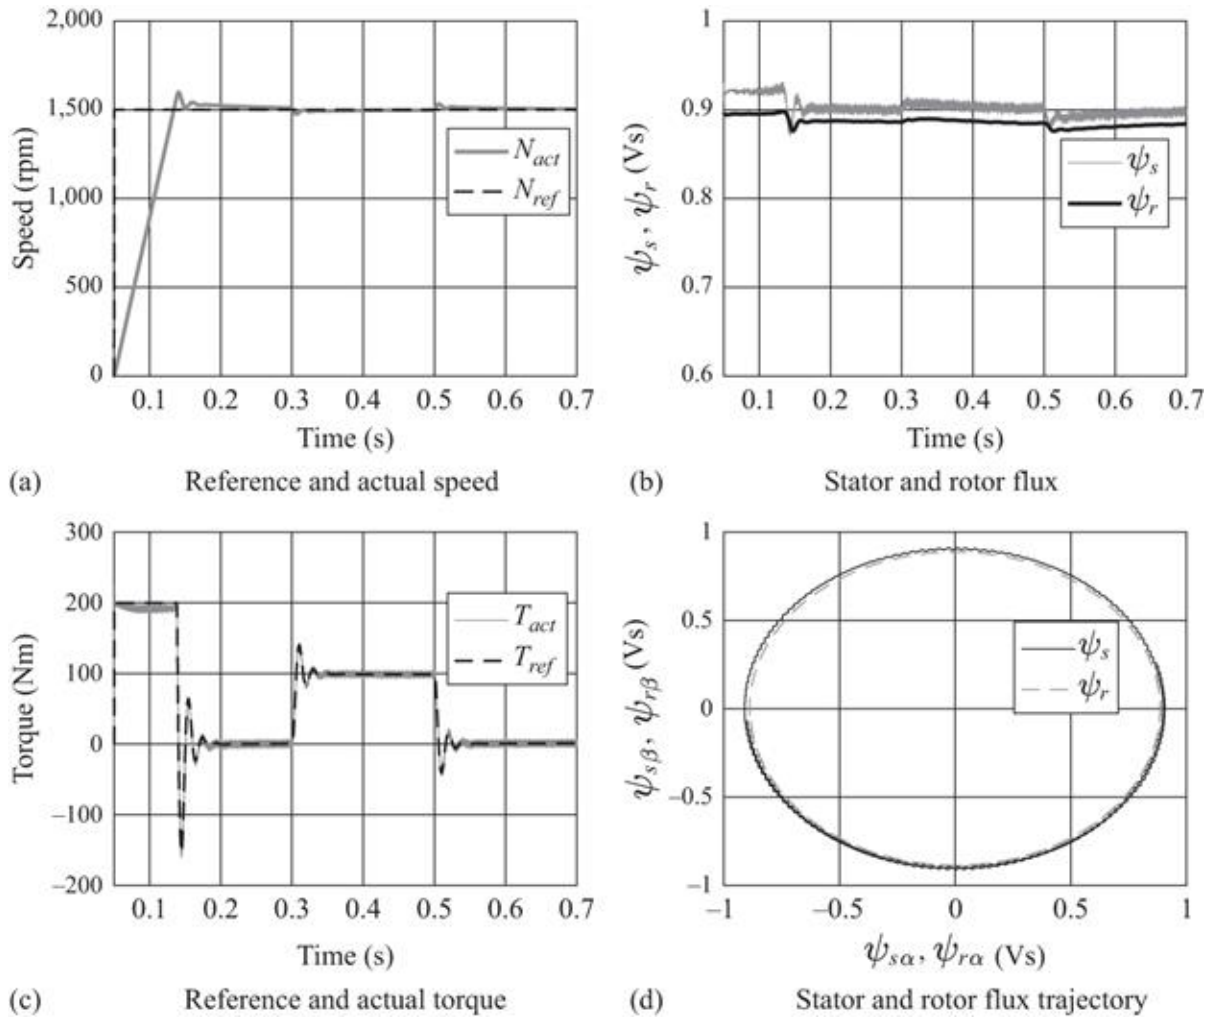 2,000
1,500
1,000
500
0
Speed (rpm)
N_act
N_ref
0.1 0.2 0.3 0.4 0.5 0.6 0.7
Time (s)
(a) Reference and actual speed
1
0.9
0.8
0.7
0.6
ψ_s, ψ_r (Vs)
ψ_s
ψ_r
0.1 0.2 0.3 0.4 0.5 0.6 0.7
Time (s)
(b) Stator and rotor flux
300
200
100
0
–100
–200
Torque (Nm)
T_act
T_ref
0.1 0.2 0.3 0.4 0.5 0.6 0.7
Time (s)
(c) Reference and actual torque
1
0.5
0
–0.5
–1
ψ_sβ, ψ_rβ (Vs)
ψ_s
ψ_r
–1 –0.5 0 0.5 1
ψ_sα, ψ_rα (Vs)
(d) Stator and rotor flux trajectory